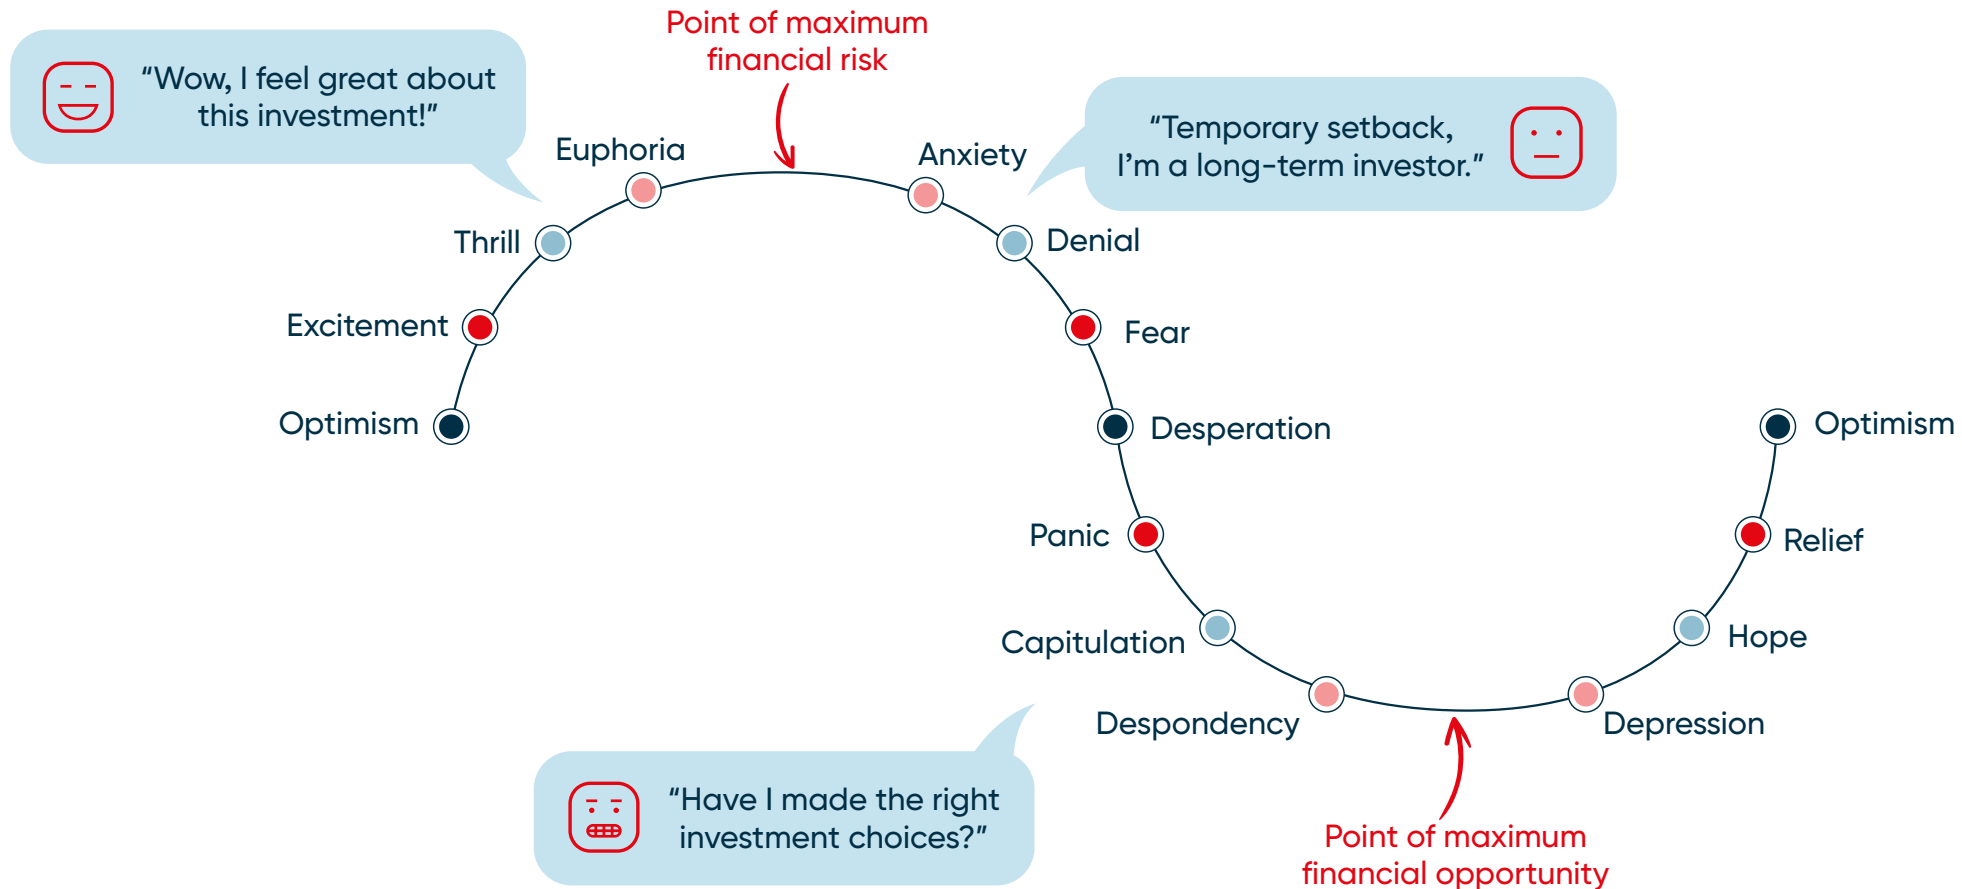 Point of maximum
financial risk
“Wow, I feel great about
this investment!”
“Temporary setback,
I’m a long-term investor.”
Euphoria
Anxiety
Thrill
Denial
Excitement
Fear
Optimism
Desperation
Optimism
Panic
Relief
Capitulation
Hope
Despondency
Depression
“Have I made the right
investment choices?”
Point of maximum
financial opportunity